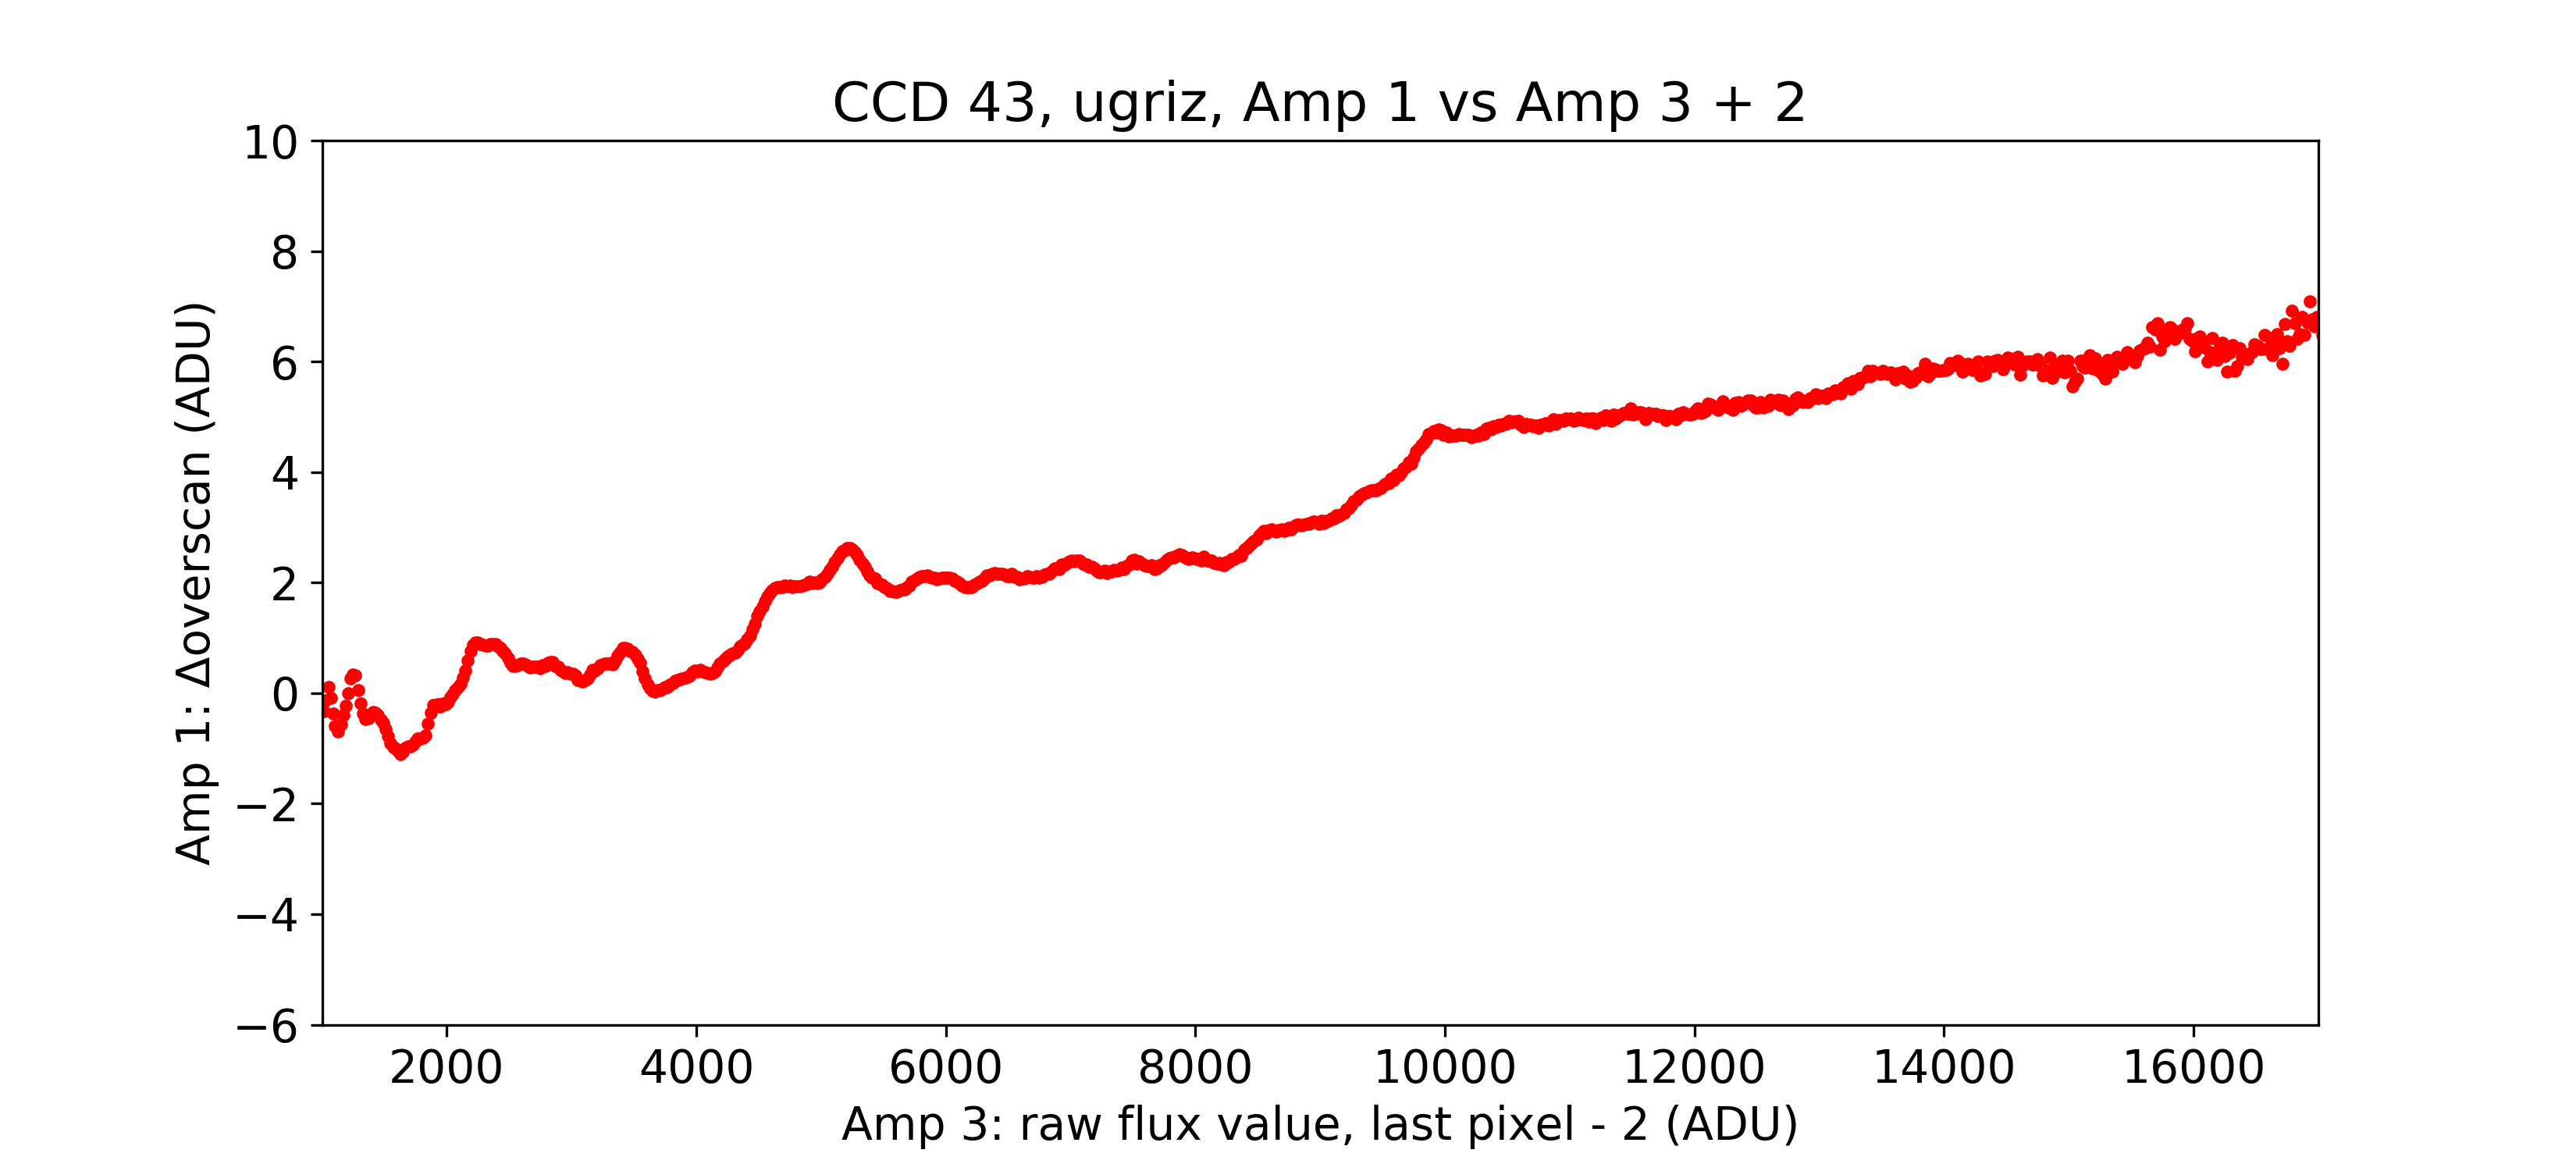 CCD 43, ugriz, Amp 1 vs Amp 3 + 2
10
8
6
4
2
0
−2
−4
−6
Amp 1: Δoverscan (ADU)
2000 4000 6000 8000 10000 12000 14000 16000
Amp 3: raw flux value, last pixel - 2 (ADU)